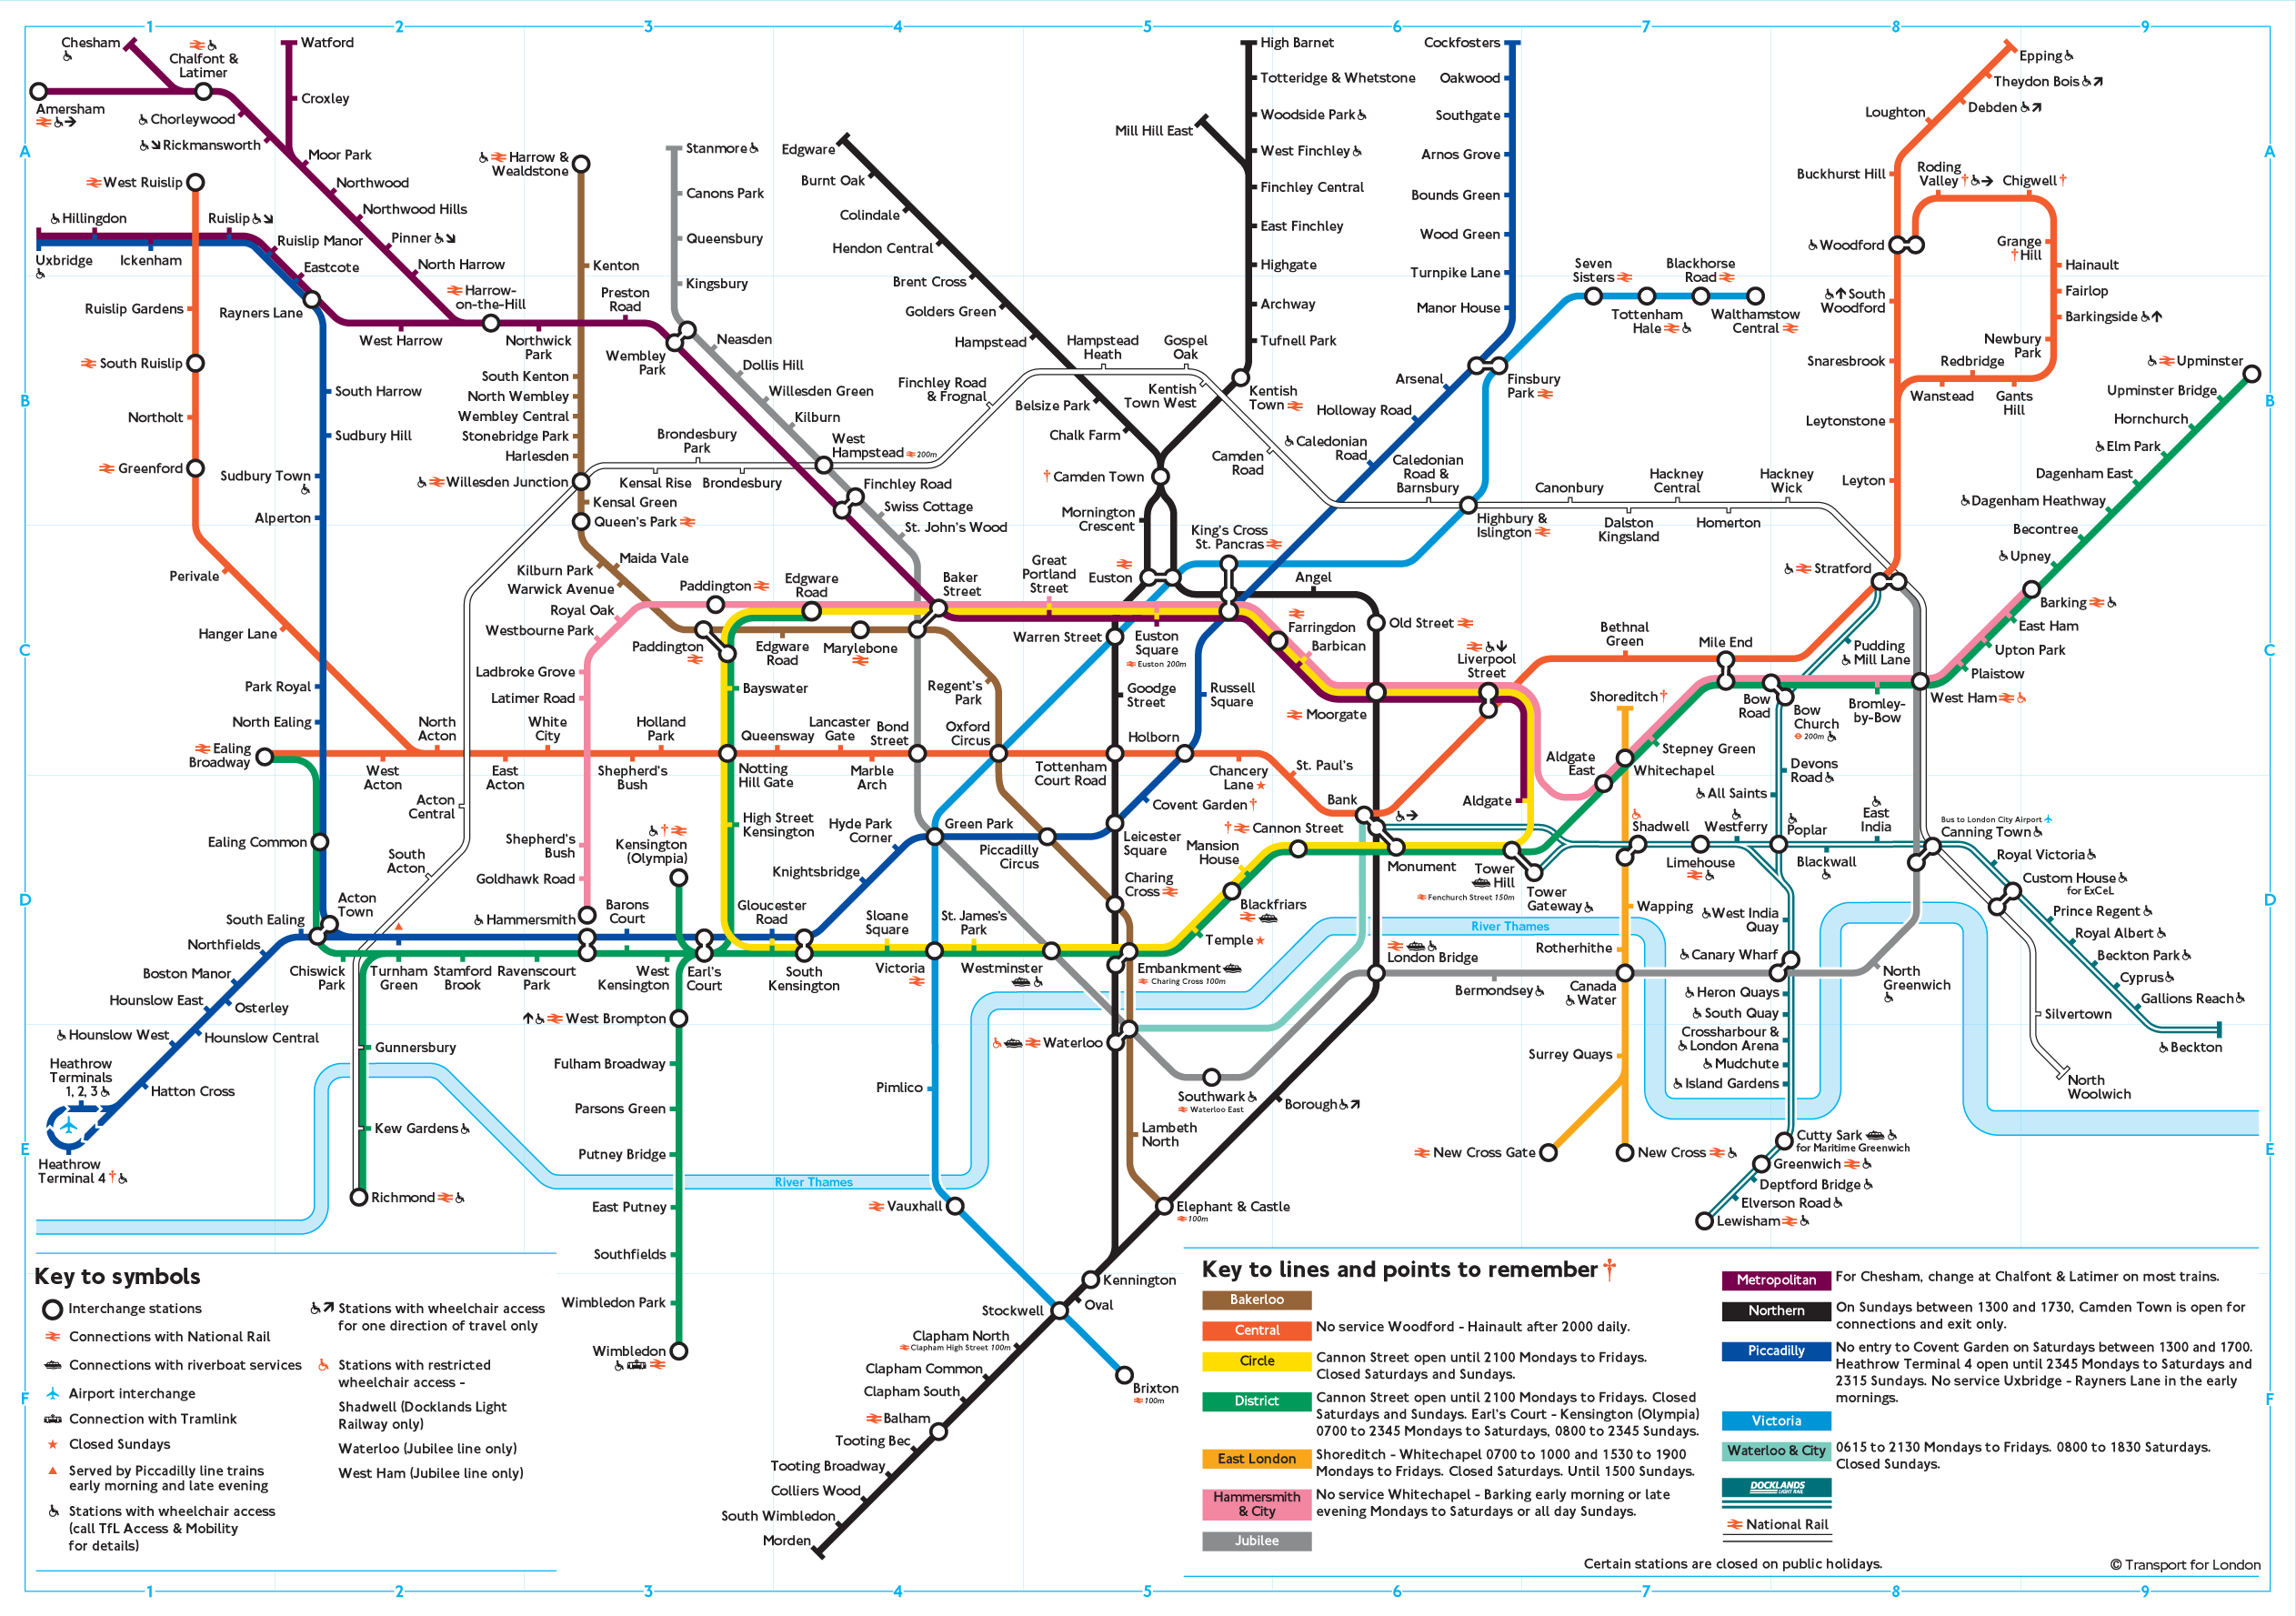 1 2 3 4 5 6 7 8 9
A
B
C
D
E
F
Chesham
Chalfont &
Latimer
Watford
Amersham
Croxley
Chorleywood
Rickmansworth
Moor Park
Northwood
Northwood Hills
Pinner
North Harrow
Harrow-
on-the-Hill
West Ruislip
Hillingdon
Ruislip
Ruislip Manor
Eastcote
Uxbridge
Ickenham
Rayners Lane
West Harrow
Northwick
Park
Preston
Road
Wembley
Park
Ruislip Gardens
South Ruislip
Northolt
Greenford
Perivale
Hanger Lane
South Harrow
Sudbury Hill
Sudbury Town
Alperton
Park Royal
North Ealing
Ealing
Broadway
Ealing Common
Harrow &
Wealdstone
Kenton
South Kenton
North Wembley
Wembley Central
Stonebridge Park
Harlesden
Willesden Junction
Kensal Green
Queen's Park
Kilburn Park
Maida Vale
Warwick Avenue
Royal Oak
Westbourne Park
Ladbroke Grove
Latimer Road
Stanmore
Canons Park
Queensbury
Kingsbury
Neasden
Dollis Hill
Willesden Green
Kilburn
West
Hampstead 200m
Finchley Road
Swiss Cottage
St. John's Wood
Brondesbury
Park
Kensal Rise
Brondesbury
Finchley Road
& Frognal
Edgware
Burnt Oak
Colindale
Hendon Central
Brent Cross
Golders Green
Hampstead
Belsize Park
Chalk Farm
Camden Town †
Mornington
Crescent
Hampstead
Heath
Gospel
Oak
Kentish
Town West
Kentish
Town
Camden
Road
Mill Hill East
High Barnet
Totteridge & Whetstone
Woodside Park
West Finchley
Finchley Central
East Finchley
Highgate
Archway
Tufnell Park
Cockfosters
Oakwood
Southgate
Arnos Grove
Bounds Green
Wood Green
Turnpike Lane
Manor House
Arsenal
Holloway Road
Caledonian
Road
Caledonian
Road &
Barnsbury
Finsbury
Park
Seven
Sisters
Blackhorse
Road
Tottenham
Hale
Walthamstow
Central
Highbury &
Islington
Canonbury
Dalston
Kingsland
Hackney
Central
Homerton
Hackney
Wick
Epping
Theydon Bois
Debden
Loughton
Buckhurst Hill
Roding
Valley †
Chigwell †
Woodford
Grange
† Hill
Hainault
Fairlop
Barkingside
Newbury
Park
South
Woodford
Snaresbrook
Redbridge
Wanstead
Gants
Hill
Leytonstone
Leyton
Stratford
Upminster
Upminster Bridge
Hornchurch
Elm Park
Dagenham East
Dagenham Heathway
Becontree
Upney
Barking
East Ham
Upton Park
Plaistow
West Ham
Paddington
Edgware
Road
Baker
Street
Great
Portland
Street
Euston
King's Cross
St. Pancras
Angel
Warren Street
Euston
Square
Euston 200m
Farringdon
Barbican
Old Street
Moorgate
Liverpool
Street
Bethnal
Green
Mile End
Pudding
Mill Lane
Paddington
Edgware
Road
Marylebone
Bayswater
Regent's
Park
Goodge
Street
Russell
Square
Shoreditch †
Bow
Road
Bow
Church
200m
Bromley-
by-Bow
Stepney Green
Whitechapel
Aldgate
East
Aldgate
Devons
Road
All Saints
North
Acton
White
City
Holland
Park
Queensway
Lancaster
Gate
Bond
Street
Oxford
Circus
Holborn
West
Acton
East
Acton
Shepherd's
Bush
Notting
Hill Gate
Marble
Arch
Tottenham
Court Road
Chancery
Lane
St. Paul's
Bank
Acton
Central
South
Acton
Shepherd's
Bush
Goldhawk Road
Hammersmith
Kensington
(Olympia)
High Street
Kensington
Hyde Park
Corner
Knightsbridge
Green Park
Piccadilly
Circus
Covent Garden †
Leicester
Square
Charing
Cross
Mansion
House
Cannon Street
Monument
Blackfriars
Temple
Tower
Hill
Tower
Gateway
Fenchurch Street 150m
Shadwell
Westferry
Limehouse
Poplar
East
India
Blackwall
Bus to London City Airport
Canning Town
Royal Victoria
Custom House
for ExCeL
Prince Regent
Royal Albert
Beckton Park
Cyprus
Gallions Reach
Beckton
Silvertown
North
Woolwich
West India
Quay
Canary Wharf
Heron Quays
South Quay
Crossharbour &
London Arena
Mudchute
Island Gardens
Cutty Sark
for Maritime Greenwich
Greenwich
Deptford Bridge
Elverson Road
Lewisham
North
Greenwich
Wapping
Rotherhithe
Canada
Water
Bermondsey
Surrey Quays
New Cross Gate
New Cross
London Bridge
River Thames
Acton
Town
South Ealing
Northfields
Boston Manor
Hounslow East
Osterley
Hounslow West
Hounslow Central
Heathrow
Terminals
1, 2, 3
Hatton Cross
Heathrow
Terminal 4 †
Chiswick
Park
Turnham
Green
Stamford
Brook
Ravenscourt
Park
Barons
Court
West
Kensington
Earl's
Court
Gloucester
Road
South
Kensington
Sloane
Square
St. James's
Park
Victoria
Westminster
Embankment
Charing Cross 100m
Waterloo
Southwark
Waterloo East
Borough
Lambeth
North
Elephant & Castle
100m
Gunnersbury
Kew Gardens
Richmond
West Brompton
Fulham Broadway
Parsons Green
Putney Bridge
East Putney
Southfields
Wimbledon Park
Wimbledon
River Thames
Pimlico
Vauxhall
Kennington
Oval
Stockwell
Clapham North
Clapham High Street 100m
Clapham Common
Clapham South
Balham
Tooting Bec
Tooting Broadway
Colliers Wood
South Wimbledon
Morden
Brixton
100m
Key to symbols
Interchange stations
Connections with National Rail
Connections with riverboat services
Airport interchange
Connection with Tramlink
Closed Sundays
Served by Piccadilly line trains
early morning and late evening
Stations with wheelchair access
(call TfL Access & Mobility
for details)
Stations with wheelchair access
for one direction of travel only
Stations with restricted
wheelchair access -
Shadwell (Docklands Light
Railway only)
Waterloo (Jubilee line only)
West Ham (Jubilee line only)
Key to lines and points to remember †
Bakerloo
Central
No service Woodford - Hainault after 2000 daily.
Circle
Cannon Street open until 2100 Mondays to Fridays.
Closed Saturdays and Sundays.
District
Cannon Street open until 2100 Mondays to Fridays. Closed
Saturdays and Sundays. Earl's Court - Kensington (Olympia)
0700 to 2345 Mondays to Saturdays, 0800 to 2345 Sundays.
East London
Shoreditch - Whitechapel 0700 to 1000 and 1530 to 1900
Mondays to Fridays. Closed Saturdays. Until 1500 Sundays.
Hammersmith
& City
No service Whitechapel - Barking early morning or late
evening Mondays to Saturdays or all day Sundays.
Jubilee
Metropolitan
For Chesham, change at Chalfont & Latimer on most trains.
Northern
On Sundays between 1300 and 1730, Camden Town is open for
connections and exit only.
Piccadilly
No entry to Covent Garden on Saturdays between 1300 and 1700.
Heathrow Terminal 4 open until 2345 Mondays to Saturdays and
2315 Sundays. No service Uxbridge - Rayners Lane in the early
mornings.
Victoria
Waterloo & City
0615 to 2130 Mondays to Fridays. 0800 to 1830 Saturdays.
Closed Sundays.
DOCKLANDS
LIGHT RAIL
National Rail
Certain stations are closed on public holidays.
© Transport for London
1 2 3 4 5 6 7 8 9